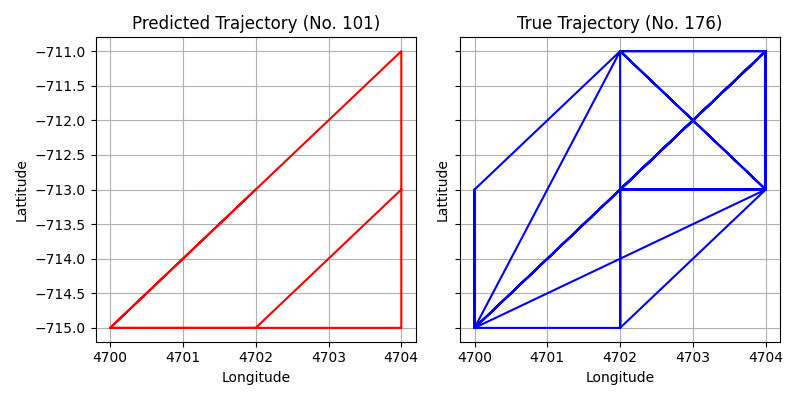 Predicted Trajectory (No. 101)
True Trajectory (No. 176)
−711.0
−711.5
−712.0
−712.5
−713.0
−713.5
−714.0
−714.5
−715.0
Lattitude
Lattitude
4700 4701 4702 4703 4704
4700 4701 4702 4703 4704
Longitude
Longitude